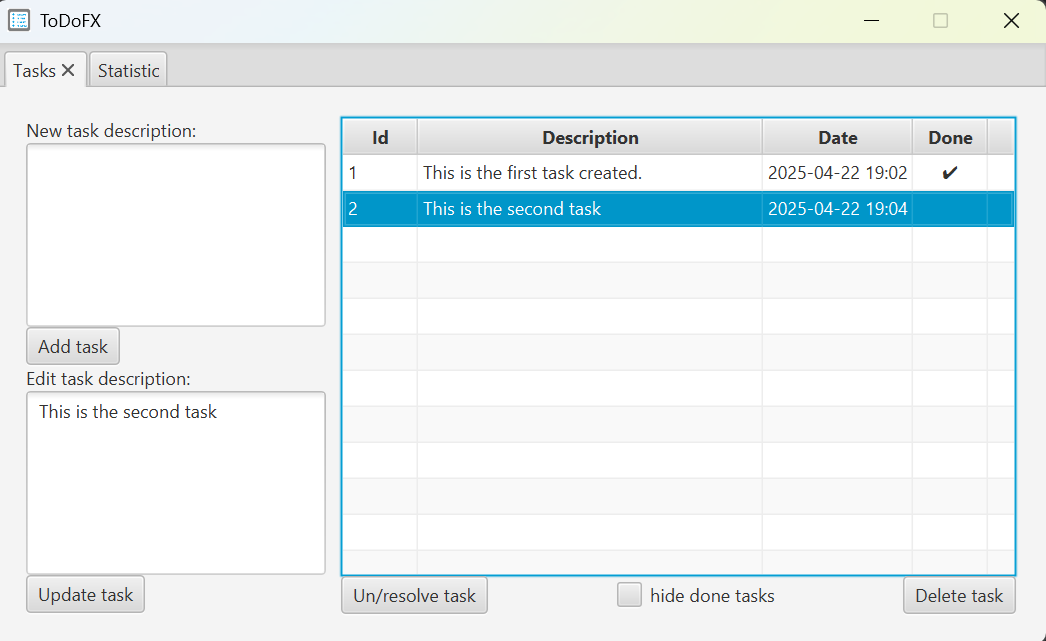 ToDoFX
Tasks
Statistic
New task description:
Add task
Edit task description:
This is the second task
Update task
Id Description Date Done
1 This is the first task created. 2025-04-22 19:02 ✔
2 This is the second task 2025-04-22 19:04
Un/resolve task
hide done tasks
Delete task